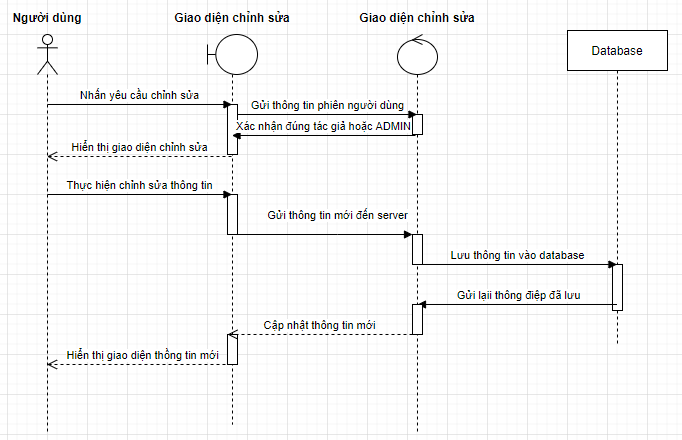 Người dùng
Giao diện chỉnh sửa
Giao diện chỉnh sửa
Database
Nhấn yêu cầu chỉnh sửa
Gửi thông tin phiên người dùng
Xác nhận đúng tác giả hoặc ADMIN
Hiển thị giao diện chỉnh sửa
Thực hiện chỉnh sửa thông tin
Gửi thông tin mới đến server
Lưu thông tin vào database
Gửi lạii thông điệp đã lưu
Cập nhật thông tin mới
Hiển thị giao diện thồng tin mới